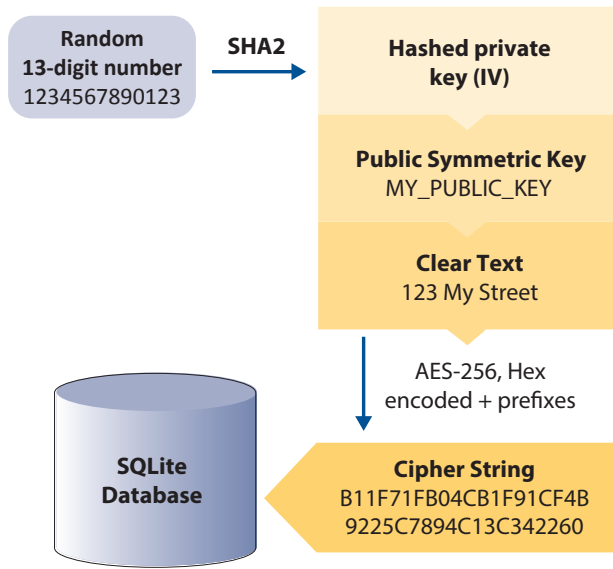 Random
13-digit number
1234567890123
SHA2
Hashed private
key (IV)
Public Symmetric Key
MY_PUBLIC_KEY
Clear Text
123 My Street
AES-256, Hex
encoded + prefixes
SQLite
Database
Cipher String
B11F71FB04CB1F91CF4B
9225C7894C13C342260